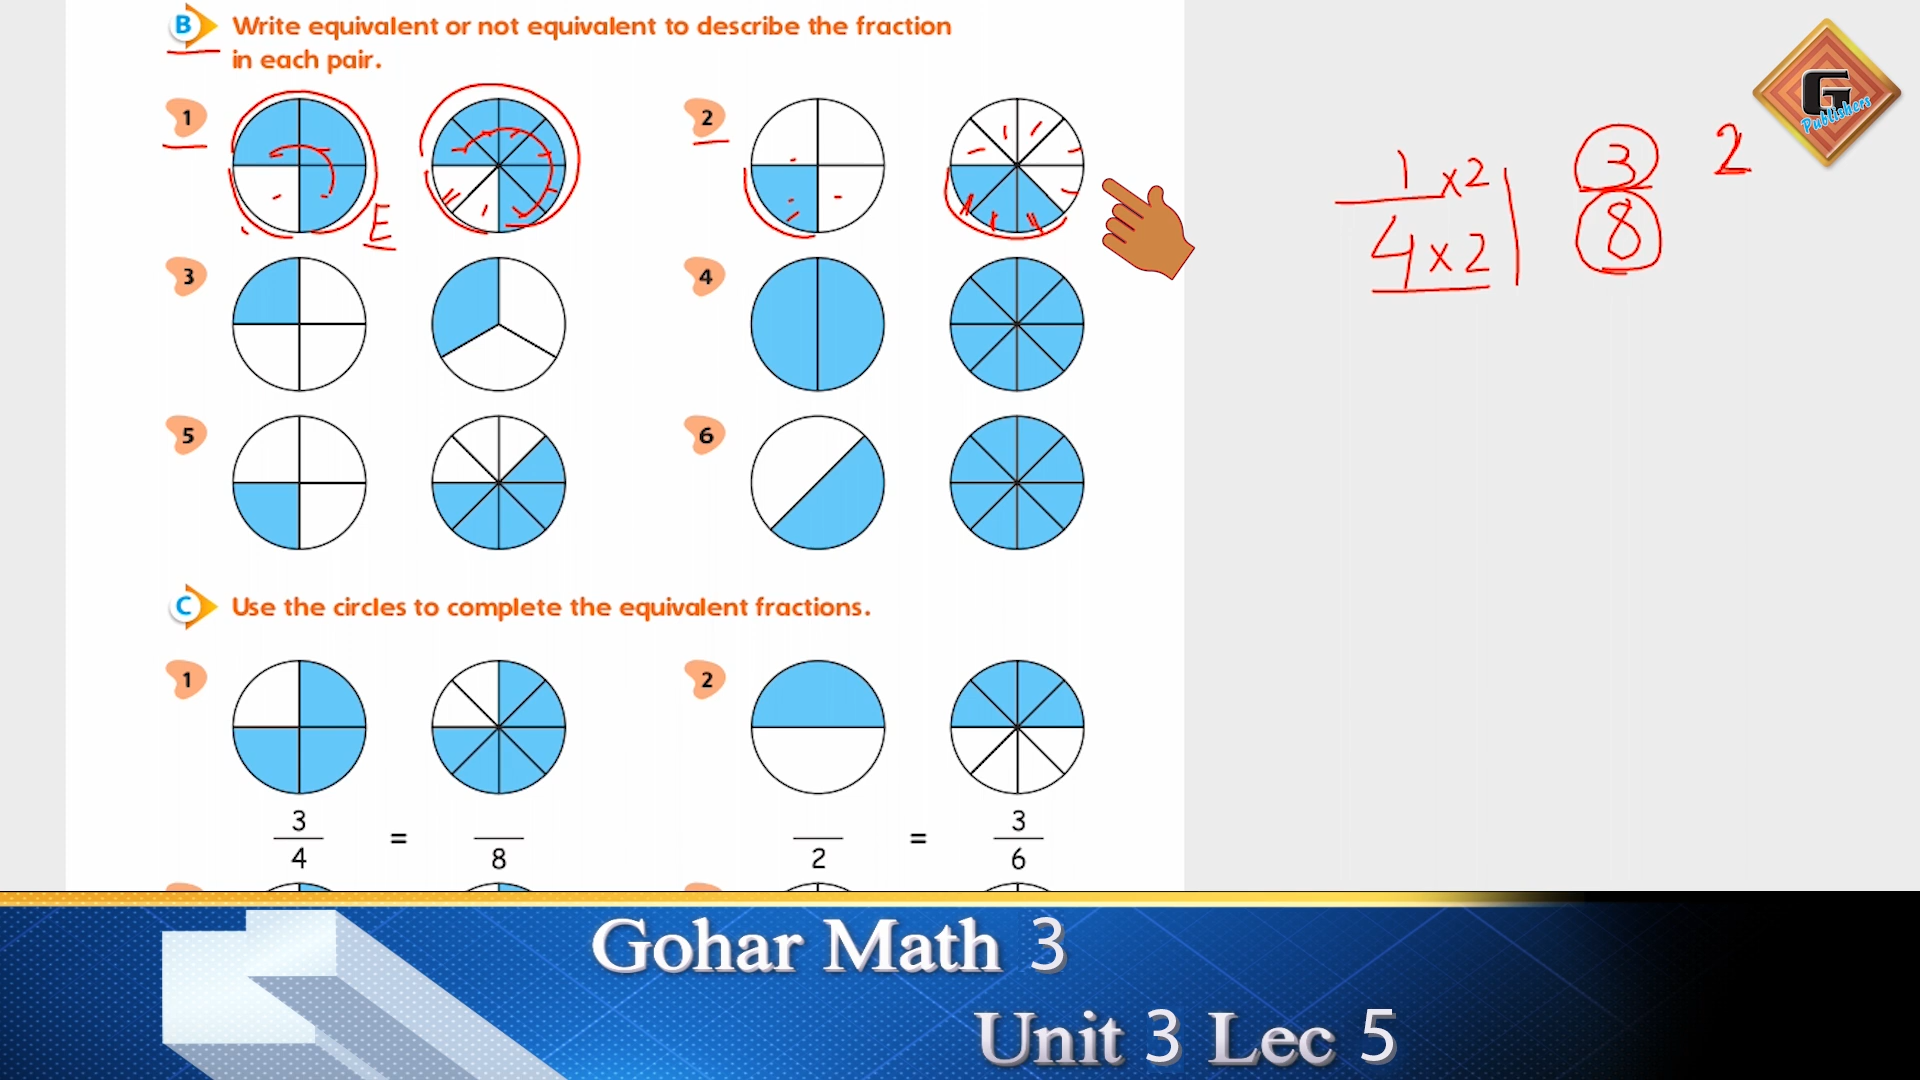 B Write equivalent or not equivalent to describe the fraction
in each pair.
1
2
E
3
4
5
6
C Use the circles to complete the equivalent fractions.
1
2
3
4
=
8
2
=
3
6
1 x2
4 x2
3
8
2
G
Publishers
Gohar Math 3
Unit 3 Lec 5